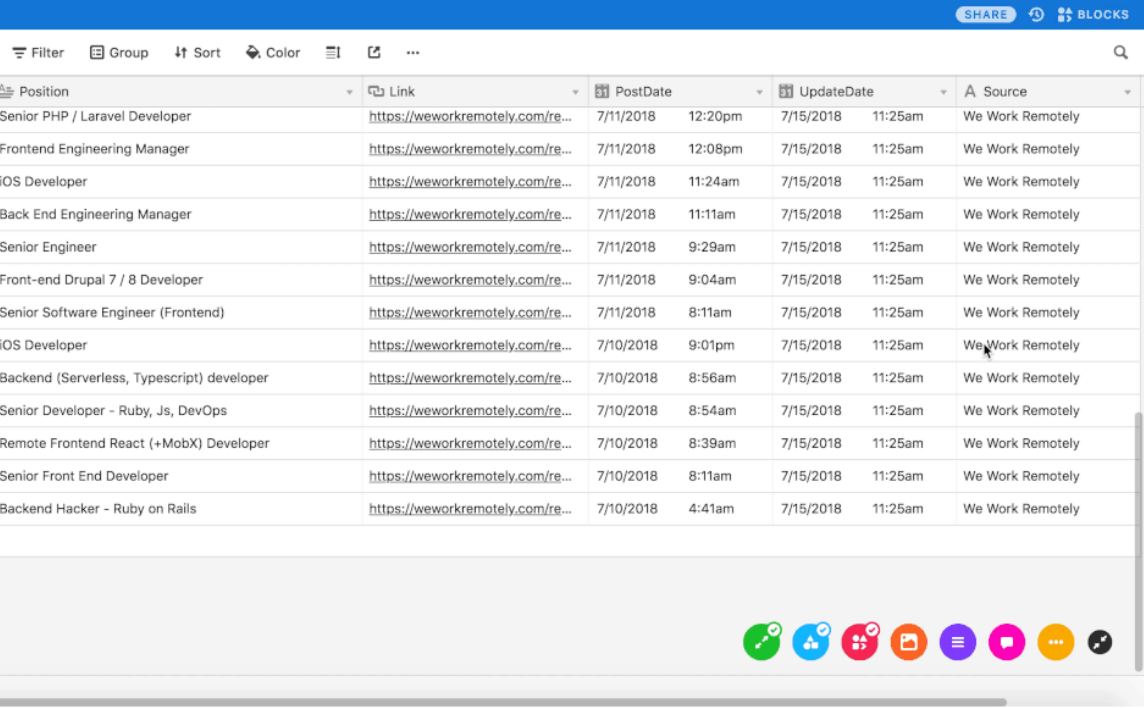 SHARE BLOCKS
Filter Group Sort Color
Position Link PostDate UpdateDate A Source
Senior PHP / Laravel Developer https://weworkremotely.com/re... 7/11/2018 12:20pm 7/15/2018 11:25am We Work Remotely
Frontend Engineering Manager https://weworkremotely.com/re... 7/11/2018 12:08pm 7/15/2018 11:25am We Work Remotely
iOS Developer https://weworkremotely.com/re... 7/11/2018 11:24am 7/15/2018 11:25am We Work Remotely
Back End Engineering Manager https://weworkremotely.com/re... 7/11/2018 11:11am 7/15/2018 11:25am We Work Remotely
Senior Engineer https://weworkremotely.com/re... 7/11/2018 9:29am 7/15/2018 11:25am We Work Remotely
Front-end Drupal 7 / 8 Developer https://weworkremotely.com/re... 7/11/2018 9:04am 7/15/2018 11:25am We Work Remotely
Senior Software Engineer (Frontend) https://weworkremotely.com/re... 7/11/2018 8:11am 7/15/2018 11:25am We Work Remotely
iOS Developer https://weworkremotely.com/re... 7/10/2018 9:01pm 7/15/2018 11:25am We Work Remotely
Backend (Serverless, Typescript) developer https://weworkremotely.com/re... 7/10/2018 8:56am 7/15/2018 11:25am We Work Remotely
Senior Developer - Ruby, Js, DevOps https://weworkremotely.com/re... 7/10/2018 8:54am 7/15/2018 11:25am We Work Remotely
Remote Frontend React (+MobX) Developer https://weworkremotely.com/re... 7/10/2018 8:39am 7/15/2018 11:25am We Work Remotely
Senior Front End Developer https://weworkremotely.com/re... 7/10/2018 8:11am 7/15/2018 11:25am We Work Remotely
Backend Hacker - Ruby on Rails https://weworkremotely.com/re... 7/10/2018 4:41am 7/15/2018 11:25am We Work Remotely